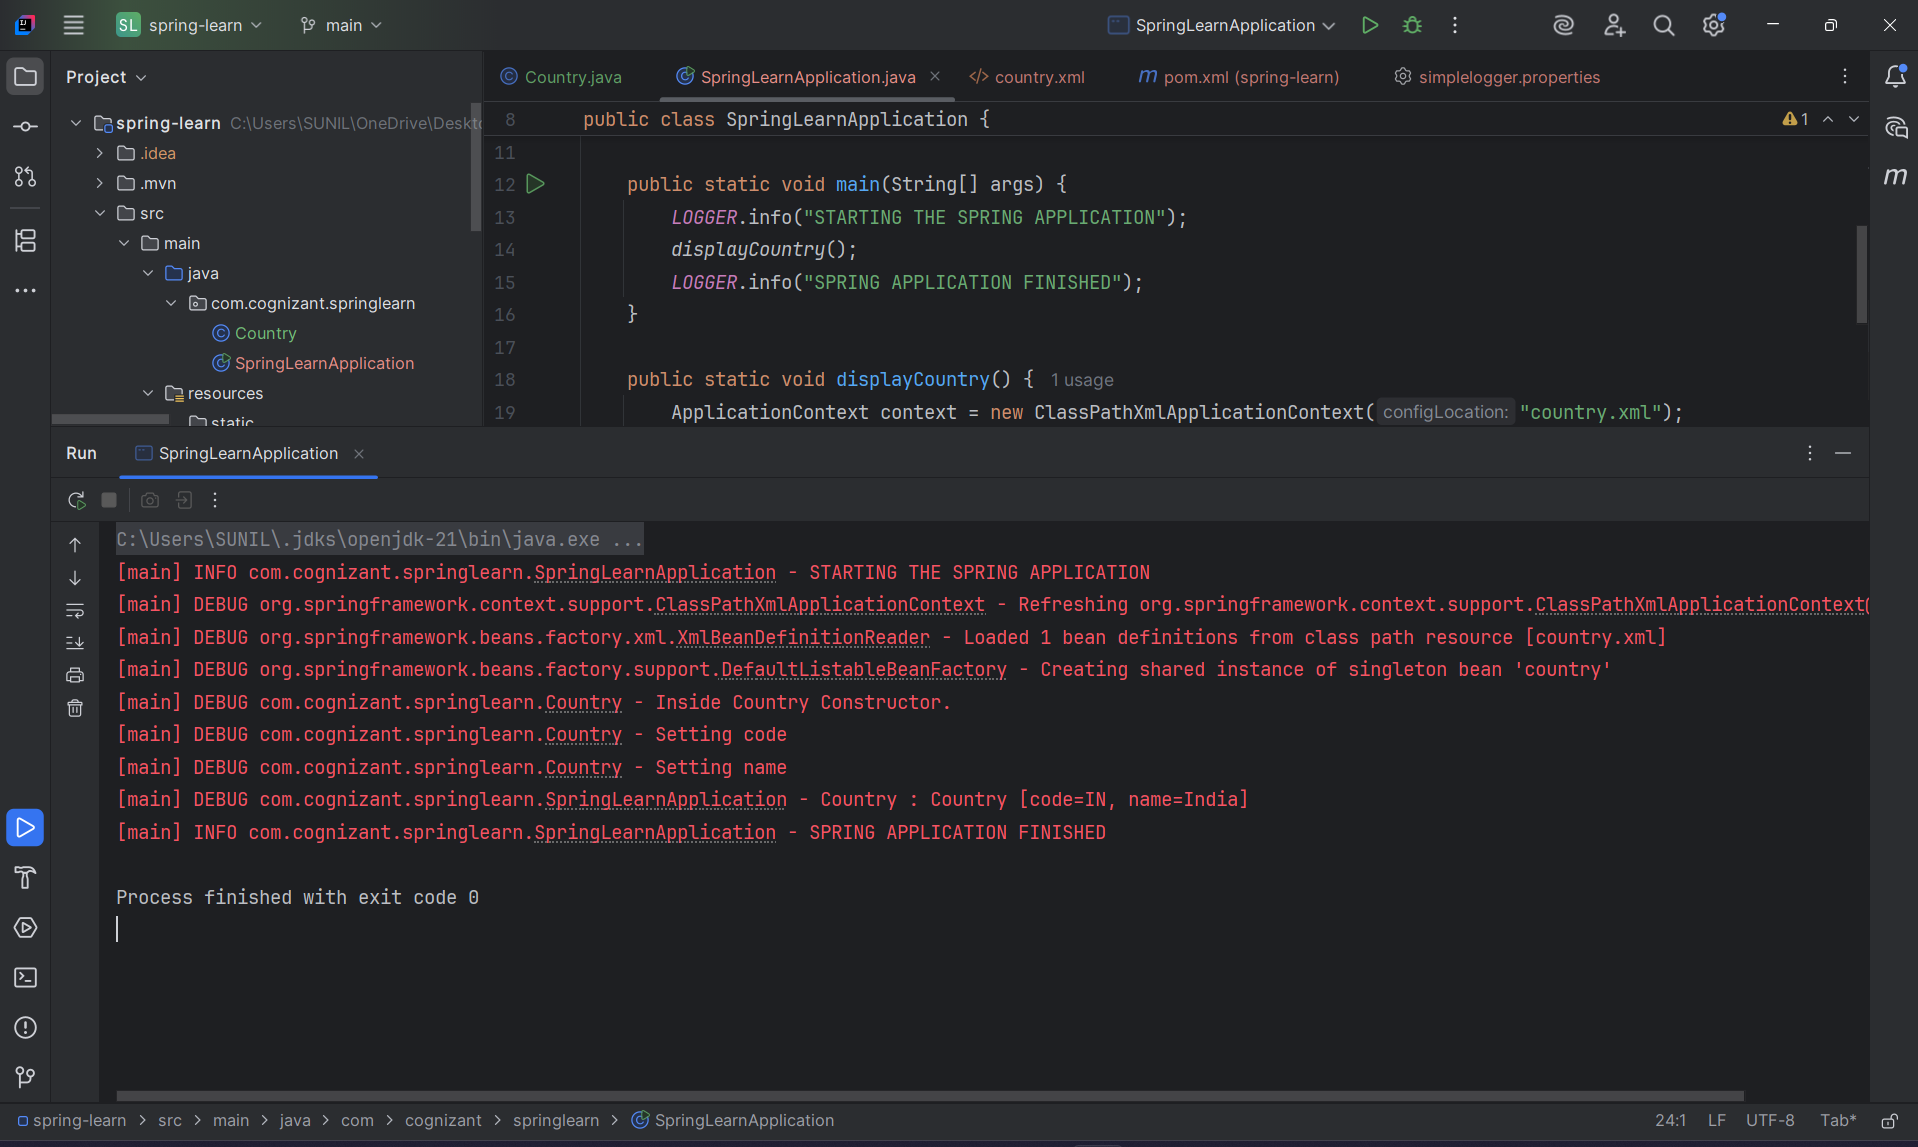 SL spring-learn main SpringLearnApplication
Project
spring-learn C:\Users\SUNIL\OneDrive\Deskto
.idea
.mvn
src
main
java
com.cognizant.springlearn
Country
SpringLearnApplication
resources
static
Country.java SpringLearnApplication.java country.xml pom.xml (spring-learn) simplelogger.properties
8 public class SpringLearnApplication { 1
11
12 public static void main(String[] args) {
13 LOGGER.info("STARTING THE SPRING APPLICATION");
14 displayCountry();
15 LOGGER.info("SPRING APPLICATION FINISHED");
16 }
17
18 public static void displayCountry() { 1 usage
19 ApplicationContext context = new ClassPathXmlApplicationContext( configLocation: "country.xml");
Run SpringLearnApplication
C:\Users\SUNIL\.jdks\openjdk-21\bin\java.exe ...
[main] INFO com.cognizant.springlearn.SpringLearnApplication - STARTING THE SPRING APPLICATION
[main] DEBUG org.springframework.context.support.ClassPathXmlApplicationContext - Refreshing org.springframework.context.support.ClassPathXmlApplicationContext@
[main] DEBUG org.springframework.beans.factory.xml.XmlBeanDefinitionReader - Loaded 1 bean definitions from class path resource [country.xml]
[main] DEBUG org.springframework.beans.factory.support.DefaultListableBeanFactory - Creating shared instance of singleton bean 'country'
[main] DEBUG com.cognizant.springlearn.Country - Inside Country Constructor.
[main] DEBUG com.cognizant.springlearn.Country - Setting code
[main] DEBUG com.cognizant.springlearn.Country - Setting name
[main] DEBUG com.cognizant.springlearn.SpringLearnApplication - Country : Country [code=IN, name=India]
[main] INFO com.cognizant.springlearn.SpringLearnApplication - SPRING APPLICATION FINISHED
Process finished with exit code 0
spring-learn > src > main > java > com > cognizant > springlearn > SpringLearnApplication 24:1 LF UTF-8 Tab*